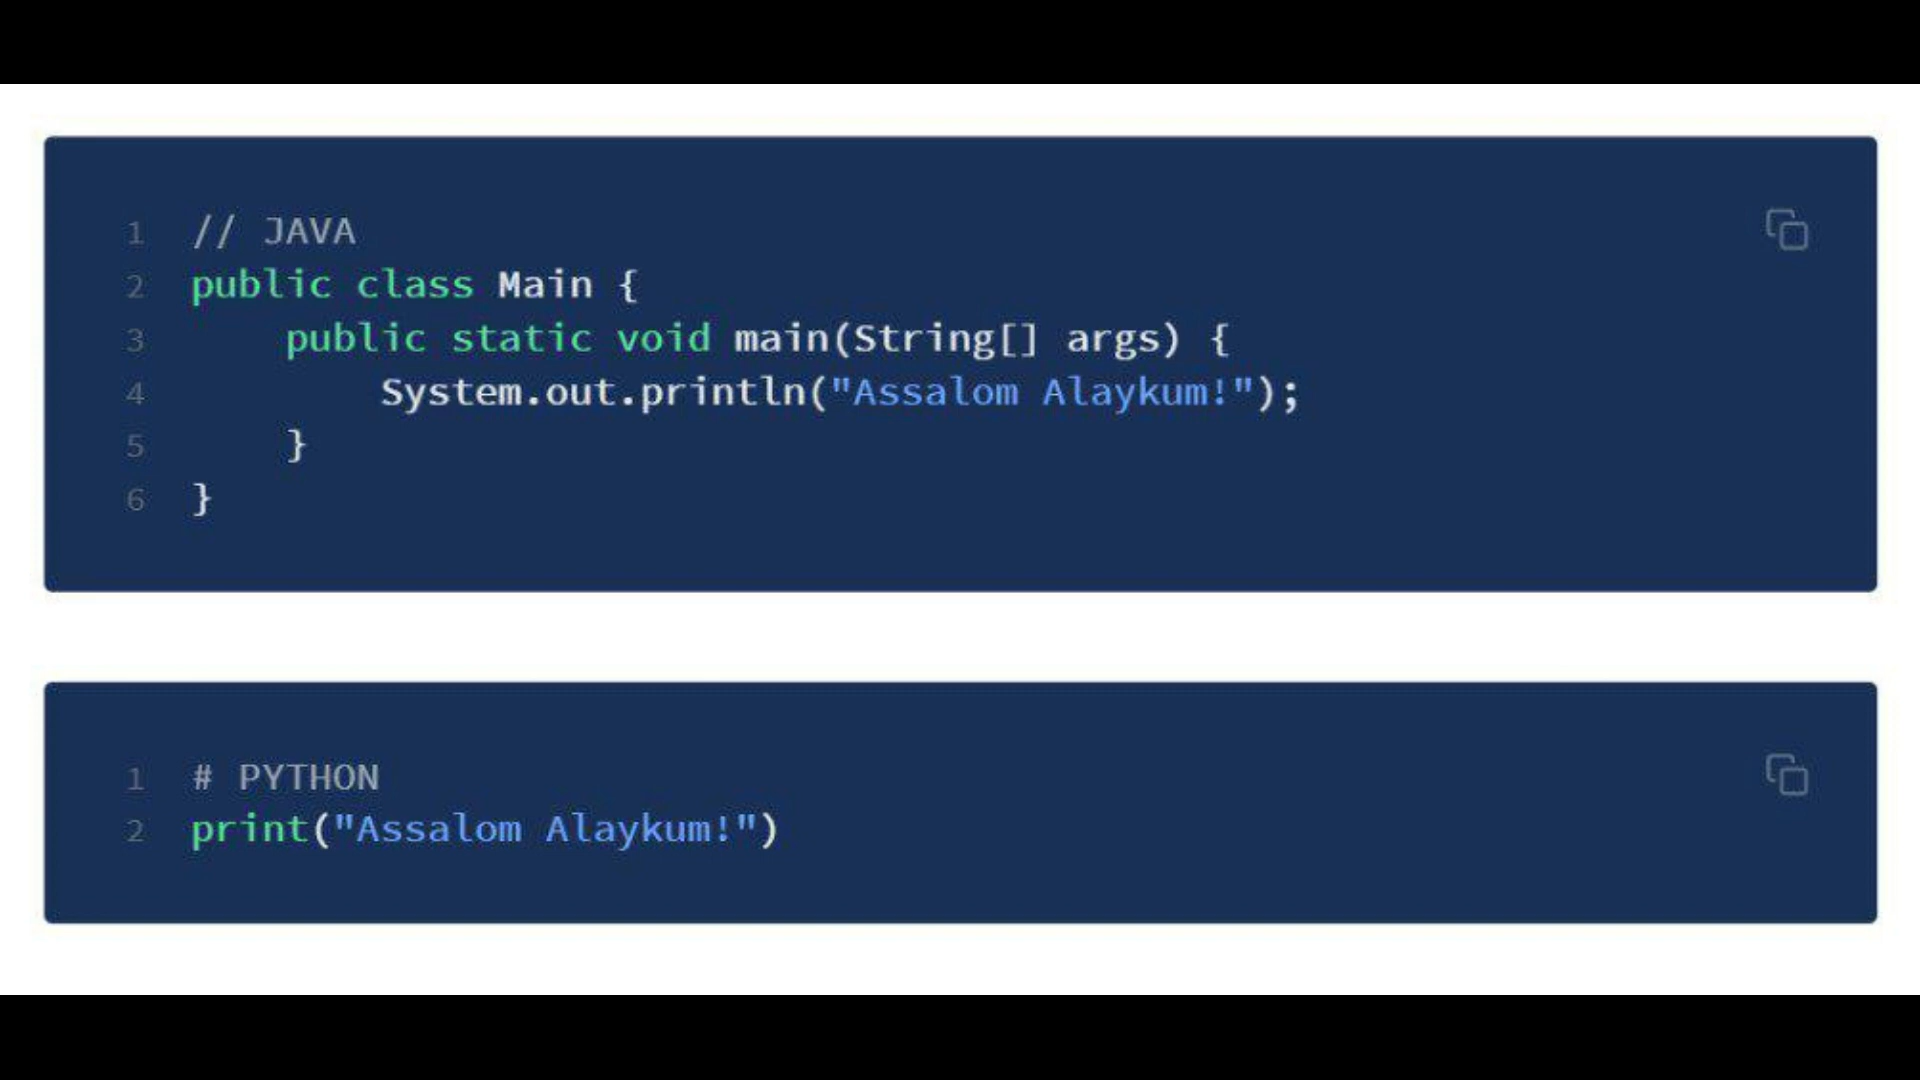 1 // JAVA
2 public class Main {
3     public static void main(String[] args) {
4         System.out.println("Assalom Alaykum!");
5     }
6 }
1 # PYTHON
2 print("Assalom Alaykum!")